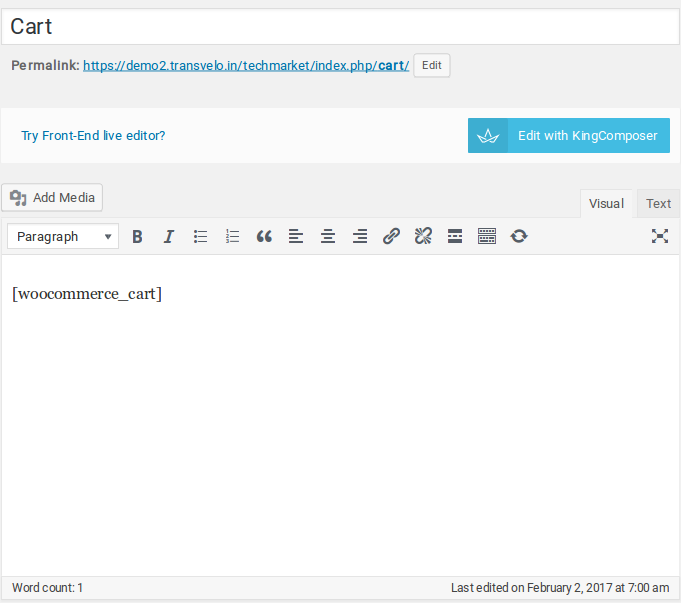 Cart
Permalink: https://demo2.transvelo.in/techmarket/index.php/cart/ Edit
Try Front-End live editor? Edit with KingComposer
Add Media Visual Text
Paragraph B I
[woocommerce_cart]
Word count: 1 Last edited on February 2, 2017 at 7:00 am